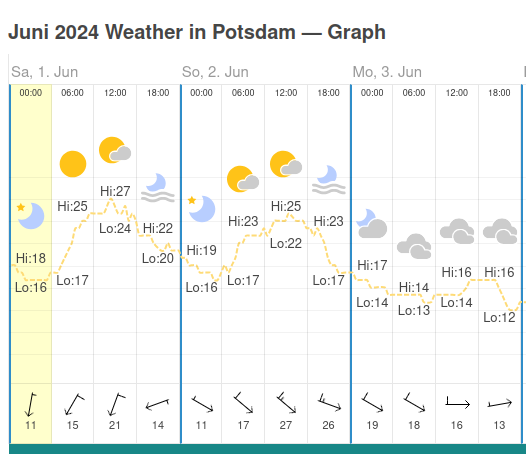 Juni 2024 Weather in Potsdam — Graph
Sa, 1. Jun So, 2. Jun Mo, 3. Jun
00:00 06:00 12:00 18:00 00:00 06:00 12:00 18:00 00:00 06:00 12:00 18:00
Hi:18 Hi:25 Hi:27 Hi:22 Hi:19 Hi:23 Hi:25 Hi:23 Hi:17 Hi:14 Hi:16 Hi:16
Lo:16 Lo:17 Lo:24 Lo:20 Lo:16 Lo:17 Lo:22 Lo:17 Lo:14 Lo:13 Lo:14 Lo:12
11 15 21 14 11 17 27 26 19 18 16 13